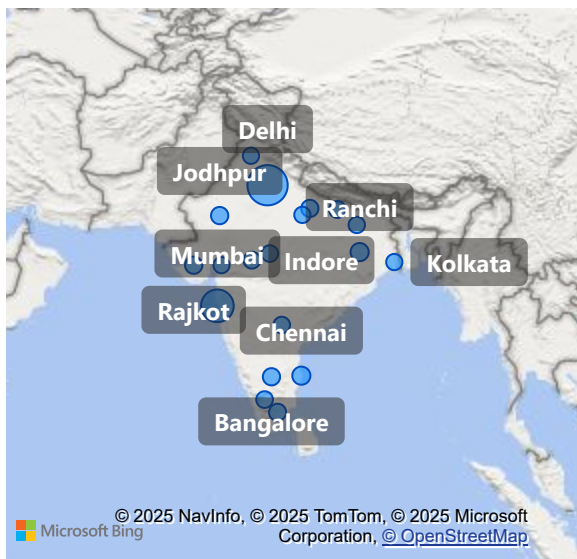 Delhi
Jodhpur
Ranchi
Mumbai
Indore
Kolkata
Rajkot
Chennai
Bangalore
© 2025 NavInfo, © 2025 TomTom, © 2025 Microsoft
Corporation, © OpenStreetMap
Microsoft Bing